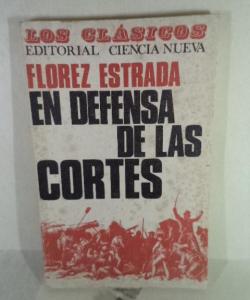 LOS CLÁSICOS
EDITORIAL CIENCIA NUEVA
FLOREZ ESTRADA
EN DEFENSA
DE LAS
CORTES